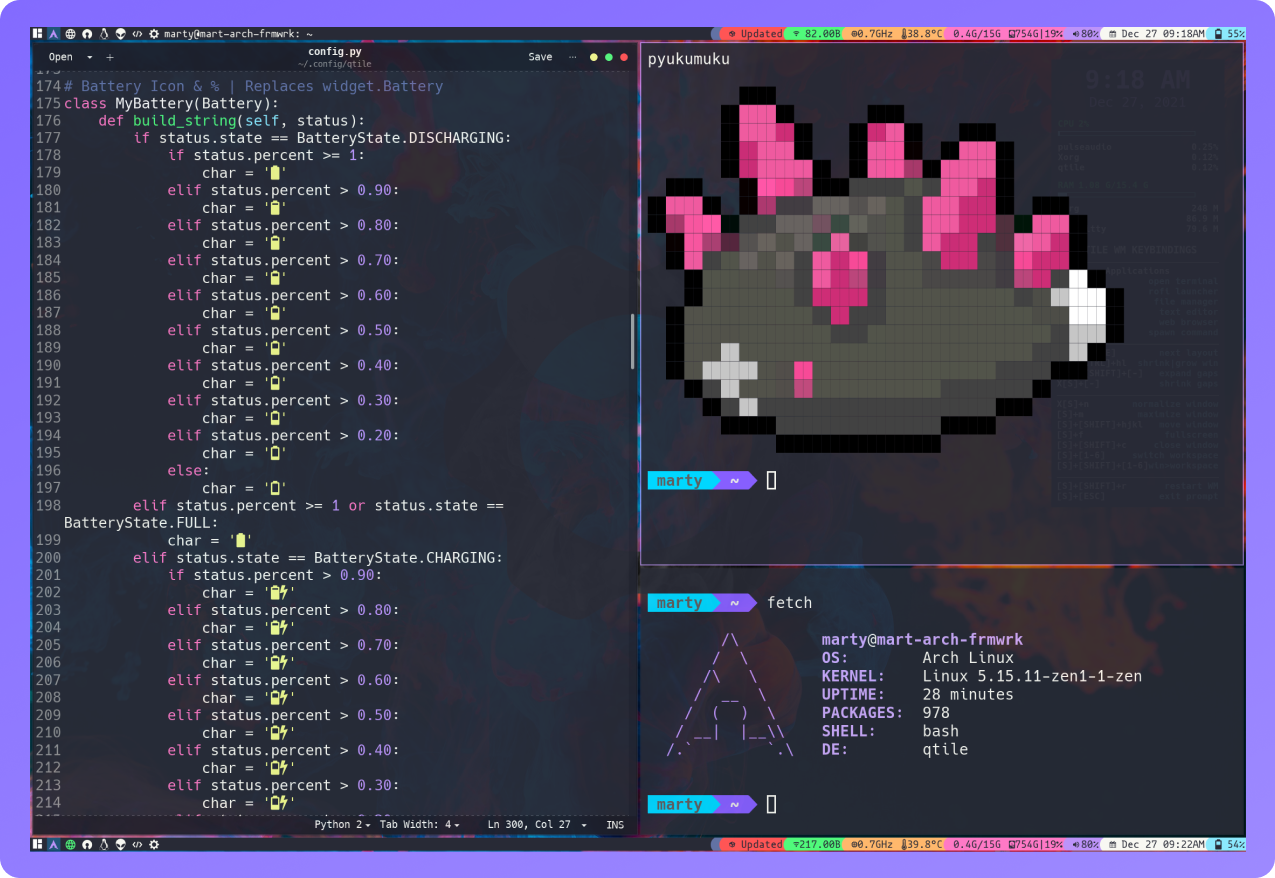 marty@mart-arch-frmwrk: ~
Updated 82.00B 0.7GHz 38.8°C 0.4G/15G 754G|19% 80% Dec 27 09:18AM 55%
Open + config.py Save ...
~/.config/qtile
174 # Battery Icon & % | Replaces widget.Battery
175 class MyBattery(Battery):
176     def build_string(self, status):
177         if status.state == BatteryState.DISCHARGING:
178             if status.percent >= 1:
179                 char = ''
180             elif status.percent > 0.90:
181                 char = ''
182             elif status.percent > 0.80:
183                 char = ''
184             elif status.percent > 0.70:
185                 char = ''
186             elif status.percent > 0.60:
187                 char = ''
188             elif status.percent > 0.50:
189                 char = ''
190             elif status.percent > 0.40:
191                 char = ''
192             elif status.percent > 0.30:
193                 char = ''
194             elif status.percent > 0.20:
195                 char = ''
196             else:
197                 char = ''
198         elif status.percent >= 1 or status.state ==
BatteryState.FULL:
199             char = ''
200         elif status.state == BatteryState.CHARGING:
201             if status.percent > 0.90:
202                 char = ''
203             elif status.percent > 0.80:
204                 char = ''
205             elif status.percent > 0.70:
206                 char = ''
207             elif status.percent > 0.60:
208                 char = ''
209             elif status.percent > 0.50:
210                 char = ''
211             elif status.percent > 0.40:
212                 char = ''
213             elif status.percent > 0.30:
214                 char = ''
Python 2 Tab Width: 4 Ln 300, Col 27 INS
pyukumuku
9:18 AM
marty ~
marty ~ fetch
marty@mart-arch-frmwrk
OS: Arch Linux
KERNEL: Linux 5.15.11-zen1-1-zen
UPTIME: 28 minutes
PACKAGES: 978
SHELL: bash
DE: qtile
marty ~
Updated 217.00B 0.7GHz 39.8°C 0.4G/15G 754G|19% 80% Dec 27 09:22AM 54%